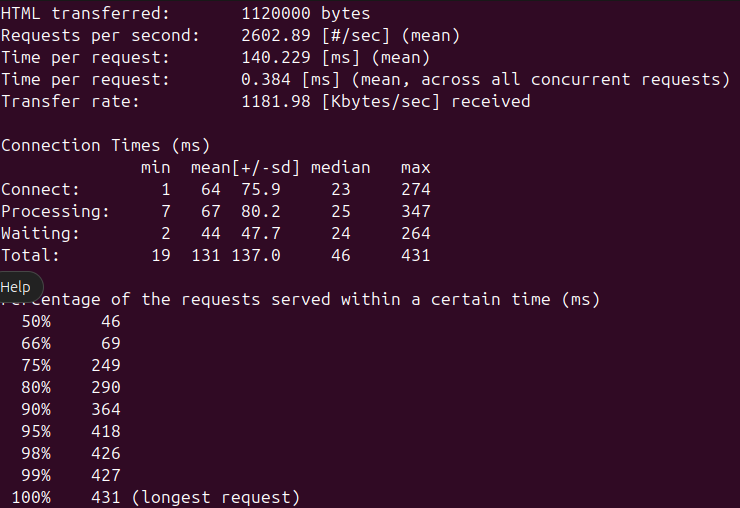 HTML transferred:       1120000 bytes
Requests per second:    2602.89 [#/sec] (mean)
Time per request:       140.229 [ms] (mean)
Time per request:       0.384 [ms] (mean, across all concurrent requests)
Transfer rate:          1181.98 [Kbytes/sec] received
Connection Times (ms)
              min  mean[+/-sd] median   max
Connect:        1   64  75.9     23     274
Processing:     7   67  80.2     25     347
Waiting:        2   44  47.7     24     264
Total:         19  131 137.0     46     431
Help
of the requests served within a certain time (ms)
  50%     46
  66%     69
  75%    249
  80%    290
  90%    364
  95%    418
  98%    426
  99%    427
 100%    431 (longest request)